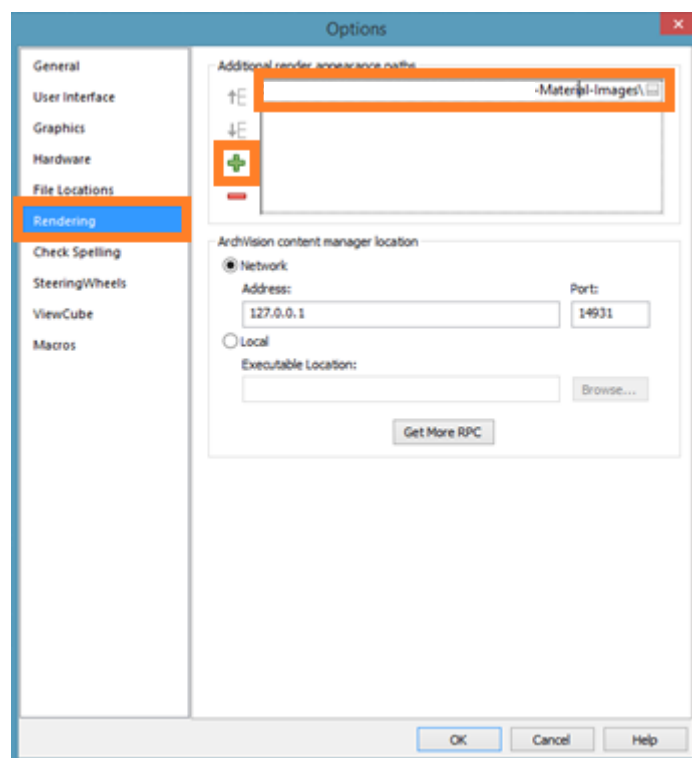 Options
General
User Interface
Graphics
Hardware
File Locations
Rendering
Check Spelling
SteeringWheels
ViewCube
Macros
Additional render appearance paths
-Material-Images\
ArchVision content manager location
Network
Address:
Port:
127.0.0.1
14931
Local
Executable Location:
Browse...
Get More RPC
OK
Cancel
Help